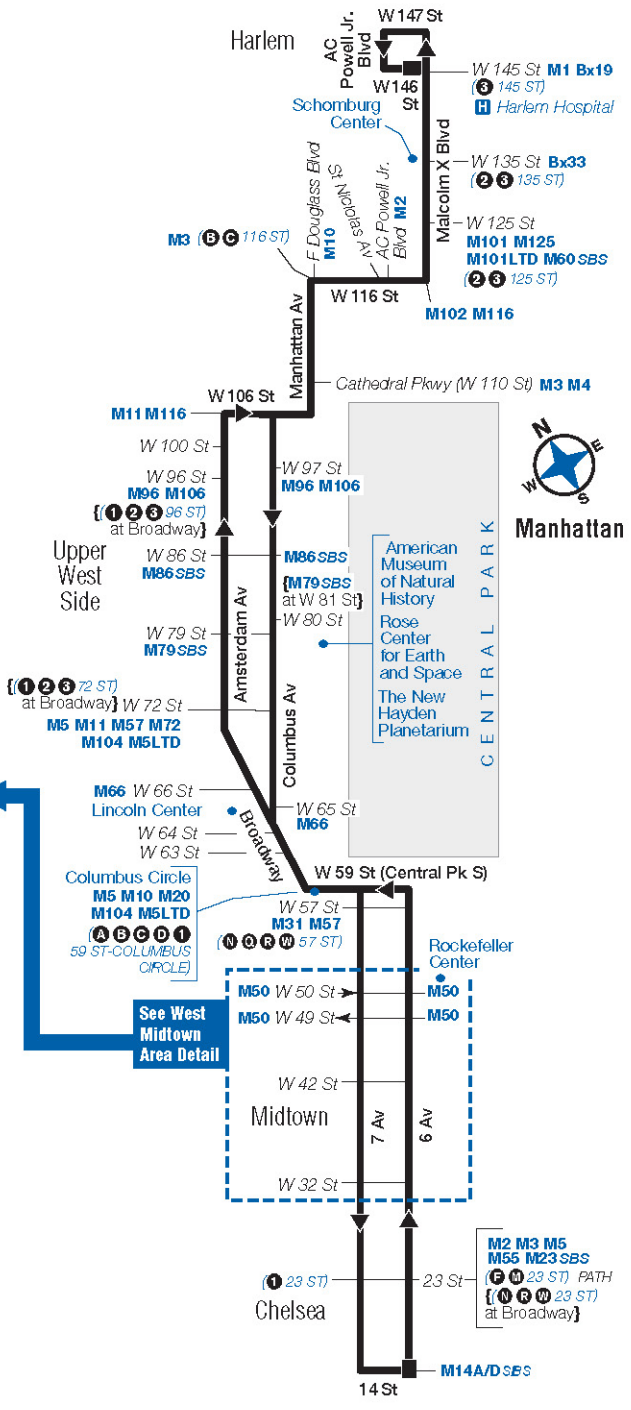 W 147 St
Harlem
AC
Powell Jr.
Blvd
W 146
St
W 145 St M1 Bx19
(3 145 ST)
H Harlem Hospital
Schomburg
Center
Malcolm X Blvd
W 135 St Bx33
(2 3 135 ST)
F Douglass Blvd
M10
St Niclolas Av
AC Powell Jr.
Blvd M2
W 125 St
M101 M125
M101LTD M60 SBS
(2 3 125 ST)
M3 (B C 116 ST)
W 116 St
M102 M116
Manhattan Av
Cathedral Pkwy (W 110 St) M3 M4
W 106 St
M11 M116
W 100 St
W 96 St
M96 M106
{(1 2 3 96 ST)
at Broadway}
W 97 St
M96 M106
N
E
S
W
Manhattan
Upper
West
Side
W 86 St
M86SBS
M86SBS
{M79SBS
at W 81 St}
W 80 St
W 79 St
M79SBS
Amsterdam Av
Columbus Av
American
Museum
of Natural
History
Rose
Center
for Earth
and Space
The New
Hayden
Planetarium
CENTRAL PARK
{(1 2 3 72 ST)
at Broadway} W 72 St
M5 M11 M57 M72
M104 M5LTD
M66 W 66 St
Lincoln Center
W 65 St
M66
W 64 St
W 63 St
Broadway
W 59 St (Central Pk S)
Columbus Circle
M5 M10 M20
M104 M5LTD
(A B C D 1
59 ST-COLUMBUS
CIRCLE)
W 57 St
M31 M57
(N Q R W 57 ST)
Rockefeller
Center
M50 W 50 St M50
M50 W 49 St M50
See West
Midtown
Area Detail
W 42 St
Midtown
7 Av
6 Av
W 32 St
(1 23 ST)
Chelsea
23 St
M2 M3 M5
M55 M23 SBS
(F M 23 ST) PATH
{(N R W 23 ST)
at Broadway}
M14A/D SBS
14 St